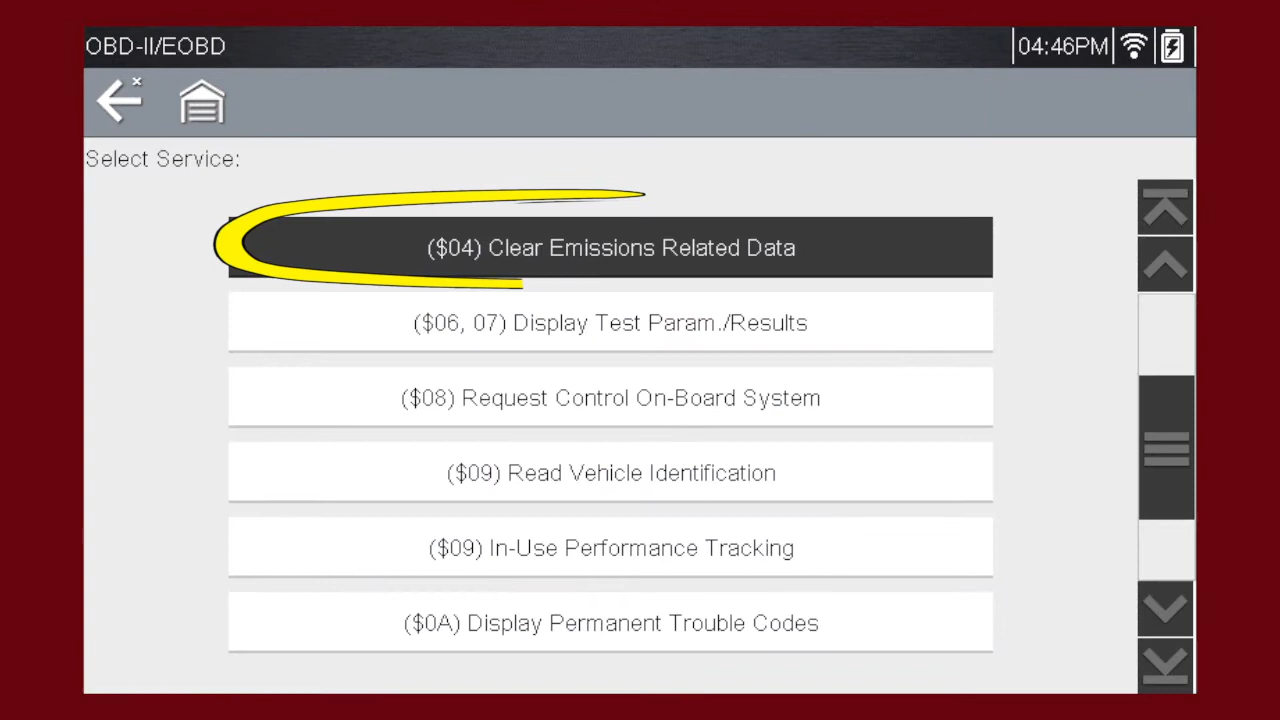 OBD-II/EOBD
04:46PM
Select Service:
($04) Clear Emissions Related Data
($06, 07) Display Test Param./Results
($08) Request Control On-Board System
($09) Read Vehicle Identification
($09) In-Use Performance Tracking
($0A) Display Permanent Trouble Codes